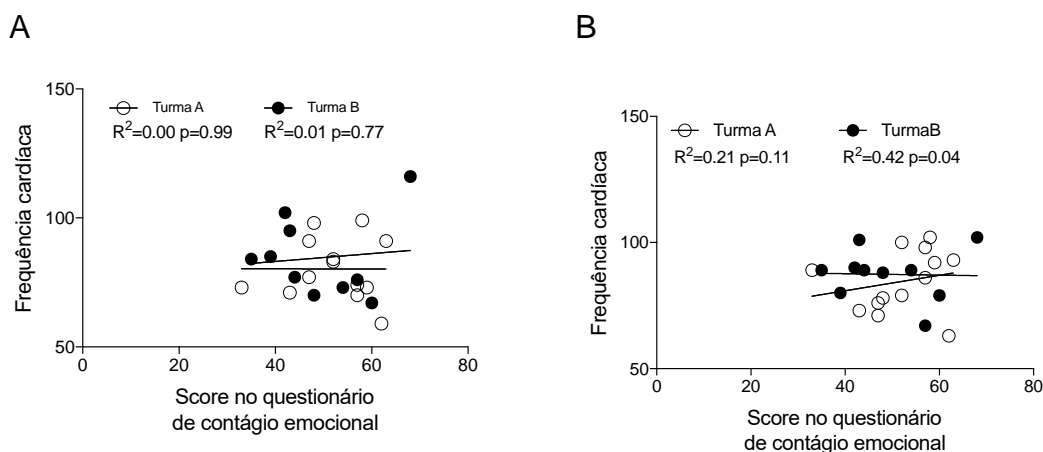 A
150
Turma A
Turma B
R²=0.00 p=0.99
R²=0.01 p=0.77
Frequência cardíaca
100
50
0
20
40
60
80
Score no questionário
de contágio emocional
B
150
Turma A
TurmaB
R²=0.21 p=0.11
R²=0.42 p=0.04
Frequência cardíaca
100
50
0
20
40
60
80
Score no questionário
de contágio emocional